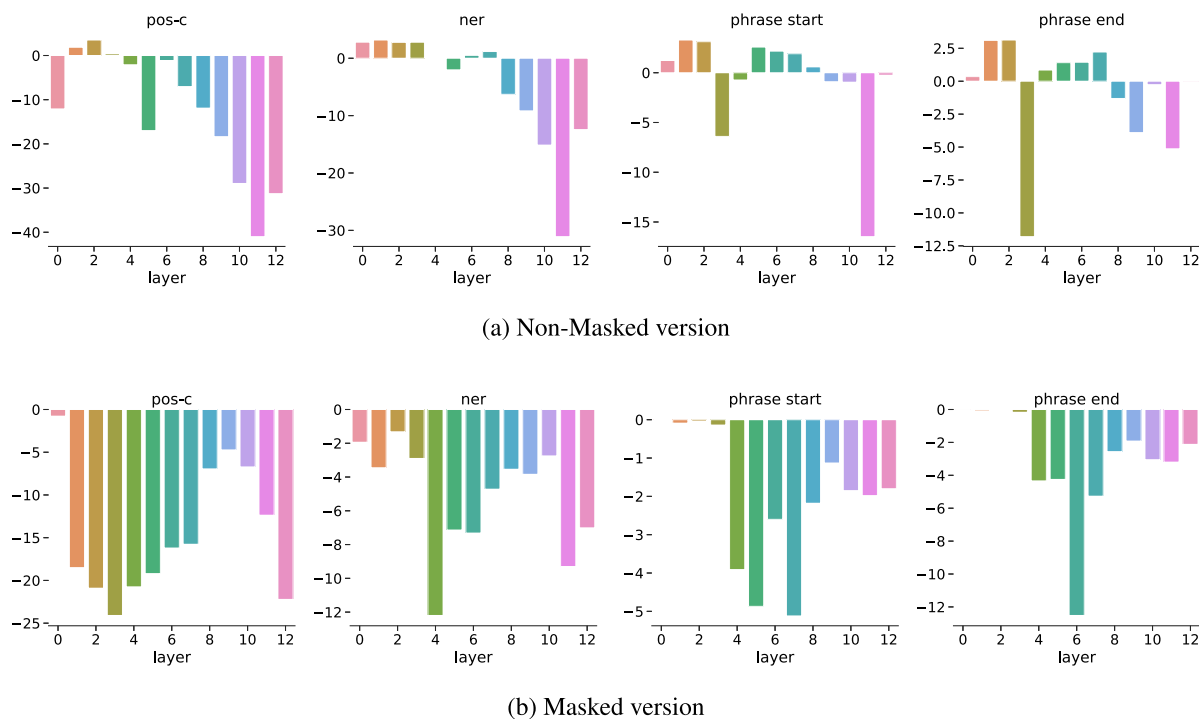 pos-c
ner
phrase start
phrase end
0
−10
−20
−30
−40
0
−10
−20
−30
0
−5
−10
−15
2.5
0.0
−2.5
−5.0
−7.5
−10.0
−12.5
0 2 4 6 8 10 12
0 2 4 6 8 10 12
0 2 4 6 8 10 12
0 2 4 6 8 10 12
layer
layer
layer
layer
(a) Non-Masked version
pos-c
ner
phrase start
phrase end
0
−5
−10
−15
−20
−25
0
−2
−4
−6
−8
−10
−12
0
−1
−2
−3
−4
−5
0
−2
−4
−6
−8
−10
−12
0 2 4 6 8 10 12
0 2 4 6 8 10 12
0 2 4 6 8 10 12
0 2 4 6 8 10 12
layer
layer
layer
layer
(b) Masked version